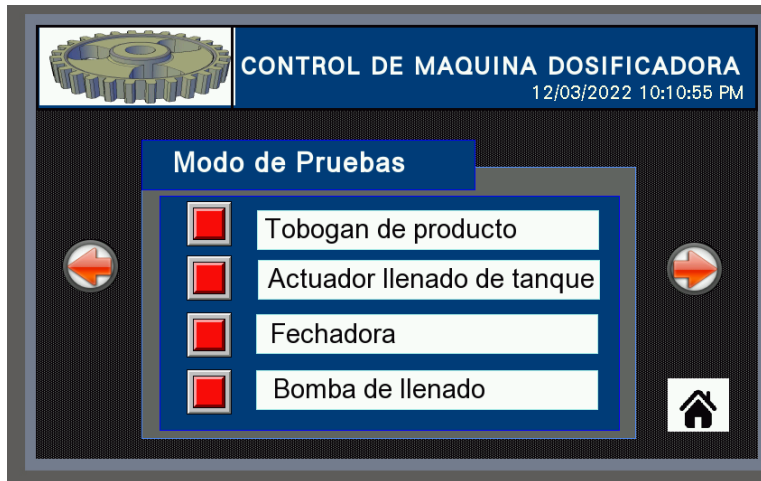 CONTROL DE MAQUINA DOSIFICADORA
12/03/2022 10:10:55 PM
Modo de Pruebas
Tobogan de producto
Actuador llenado de tanque
Fechadora
Bomba de llenado